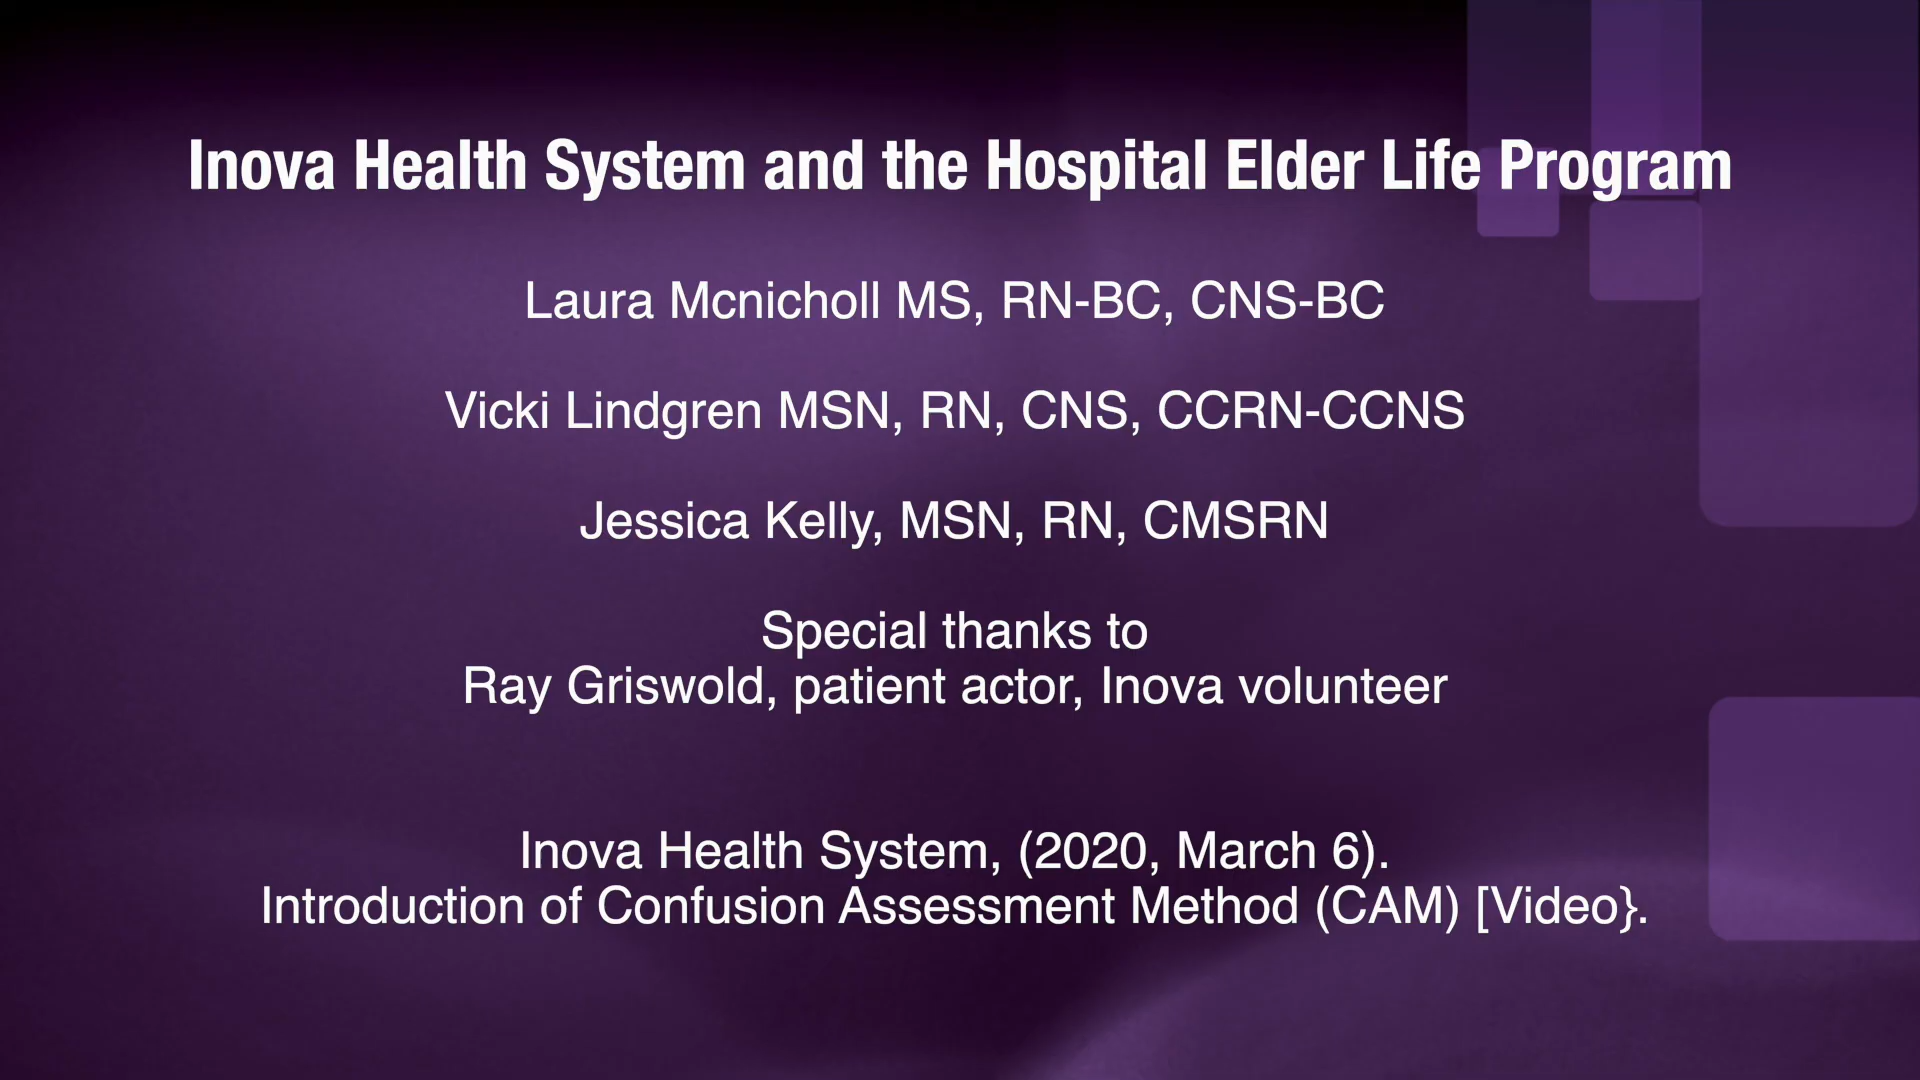 Inova Health System and the Hospital Elder Life Program
Laura Mcnicholl MS, RN-BC, CNS-BC
Vicki Lindgren MSN, RN, CNS, CCRN-CCNS
Jessica Kelly, MSN, RN, CMSRN
Special thanks to
Ray Griswold, patient actor, Inova volunteer
Inova Health System, (2020, March 6).
Introduction of Confusion Assessment Method (CAM) [Video}.